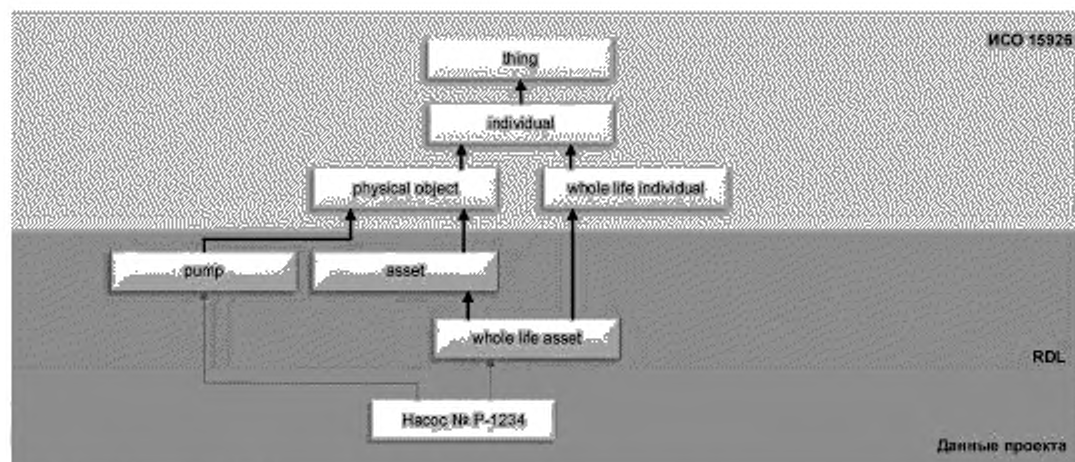 ИСО 15926
thing
individual
physical object
whole life individual
pump
asset
whole life asset
RDL
Насос № P-1234
Данные проекта